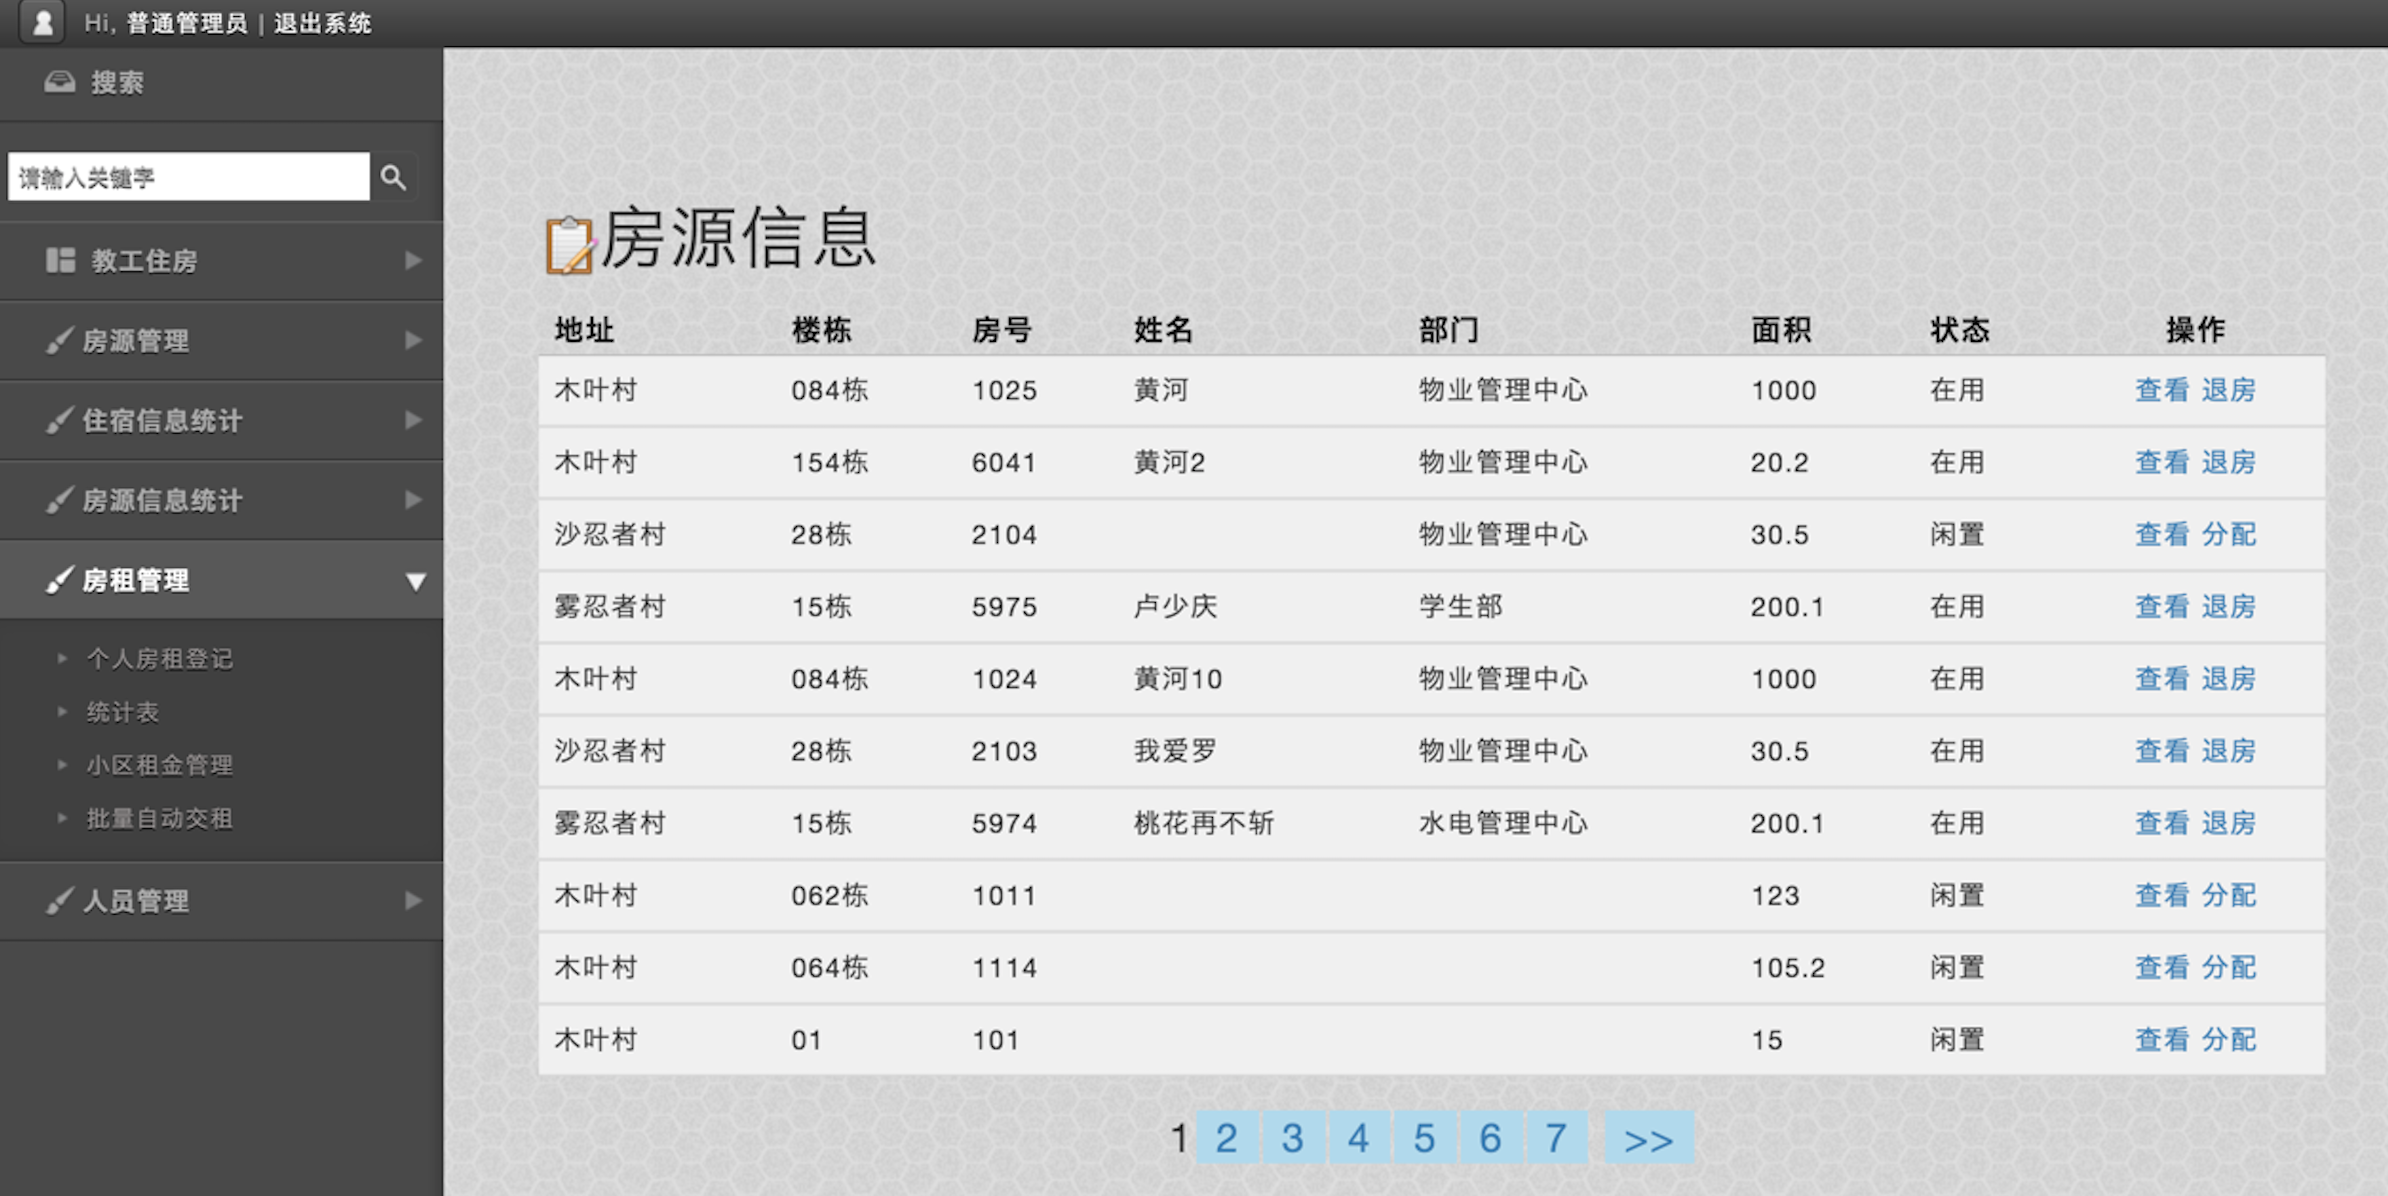 Hi, 普通管理员 | 退出系统
搜索
请输入关键字
教工住房
房源管理
住宿信息统计
房源信息统计
房租管理
个人房租登记
统计表
小区租金管理
批量自动交租
人员管理
房源信息
地址 楼栋 房号 姓名 部门 面积 状态 操作
木叶村 084栋 1025 黄河 物业管理中心 1000 在用 查看 退房
木叶村 154栋 6041 黄河2 物业管理中心 20.2 在用 查看 退房
沙忍者村 28栋 2104 物业管理中心 30.5 闲置 查看 分配
雾忍者村 15栋 5975 卢少庆 学生部 200.1 在用 查看 退房
木叶村 084栋 1024 黄河10 物业管理中心 1000 在用 查看 退房
沙忍者村 28栋 2103 我爱罗 物业管理中心 30.5 在用 查看 退房
雾忍者村 15栋 5974 桃花再不斩 水电管理中心 200.1 在用 查看 退房
木叶村 062栋 1011 123 闲置 查看 分配
木叶村 064栋 1114 105.2 闲置 查看 分配
木叶村 01 101 15 闲置 查看 分配
1 2 3 4 5 6 7 >>